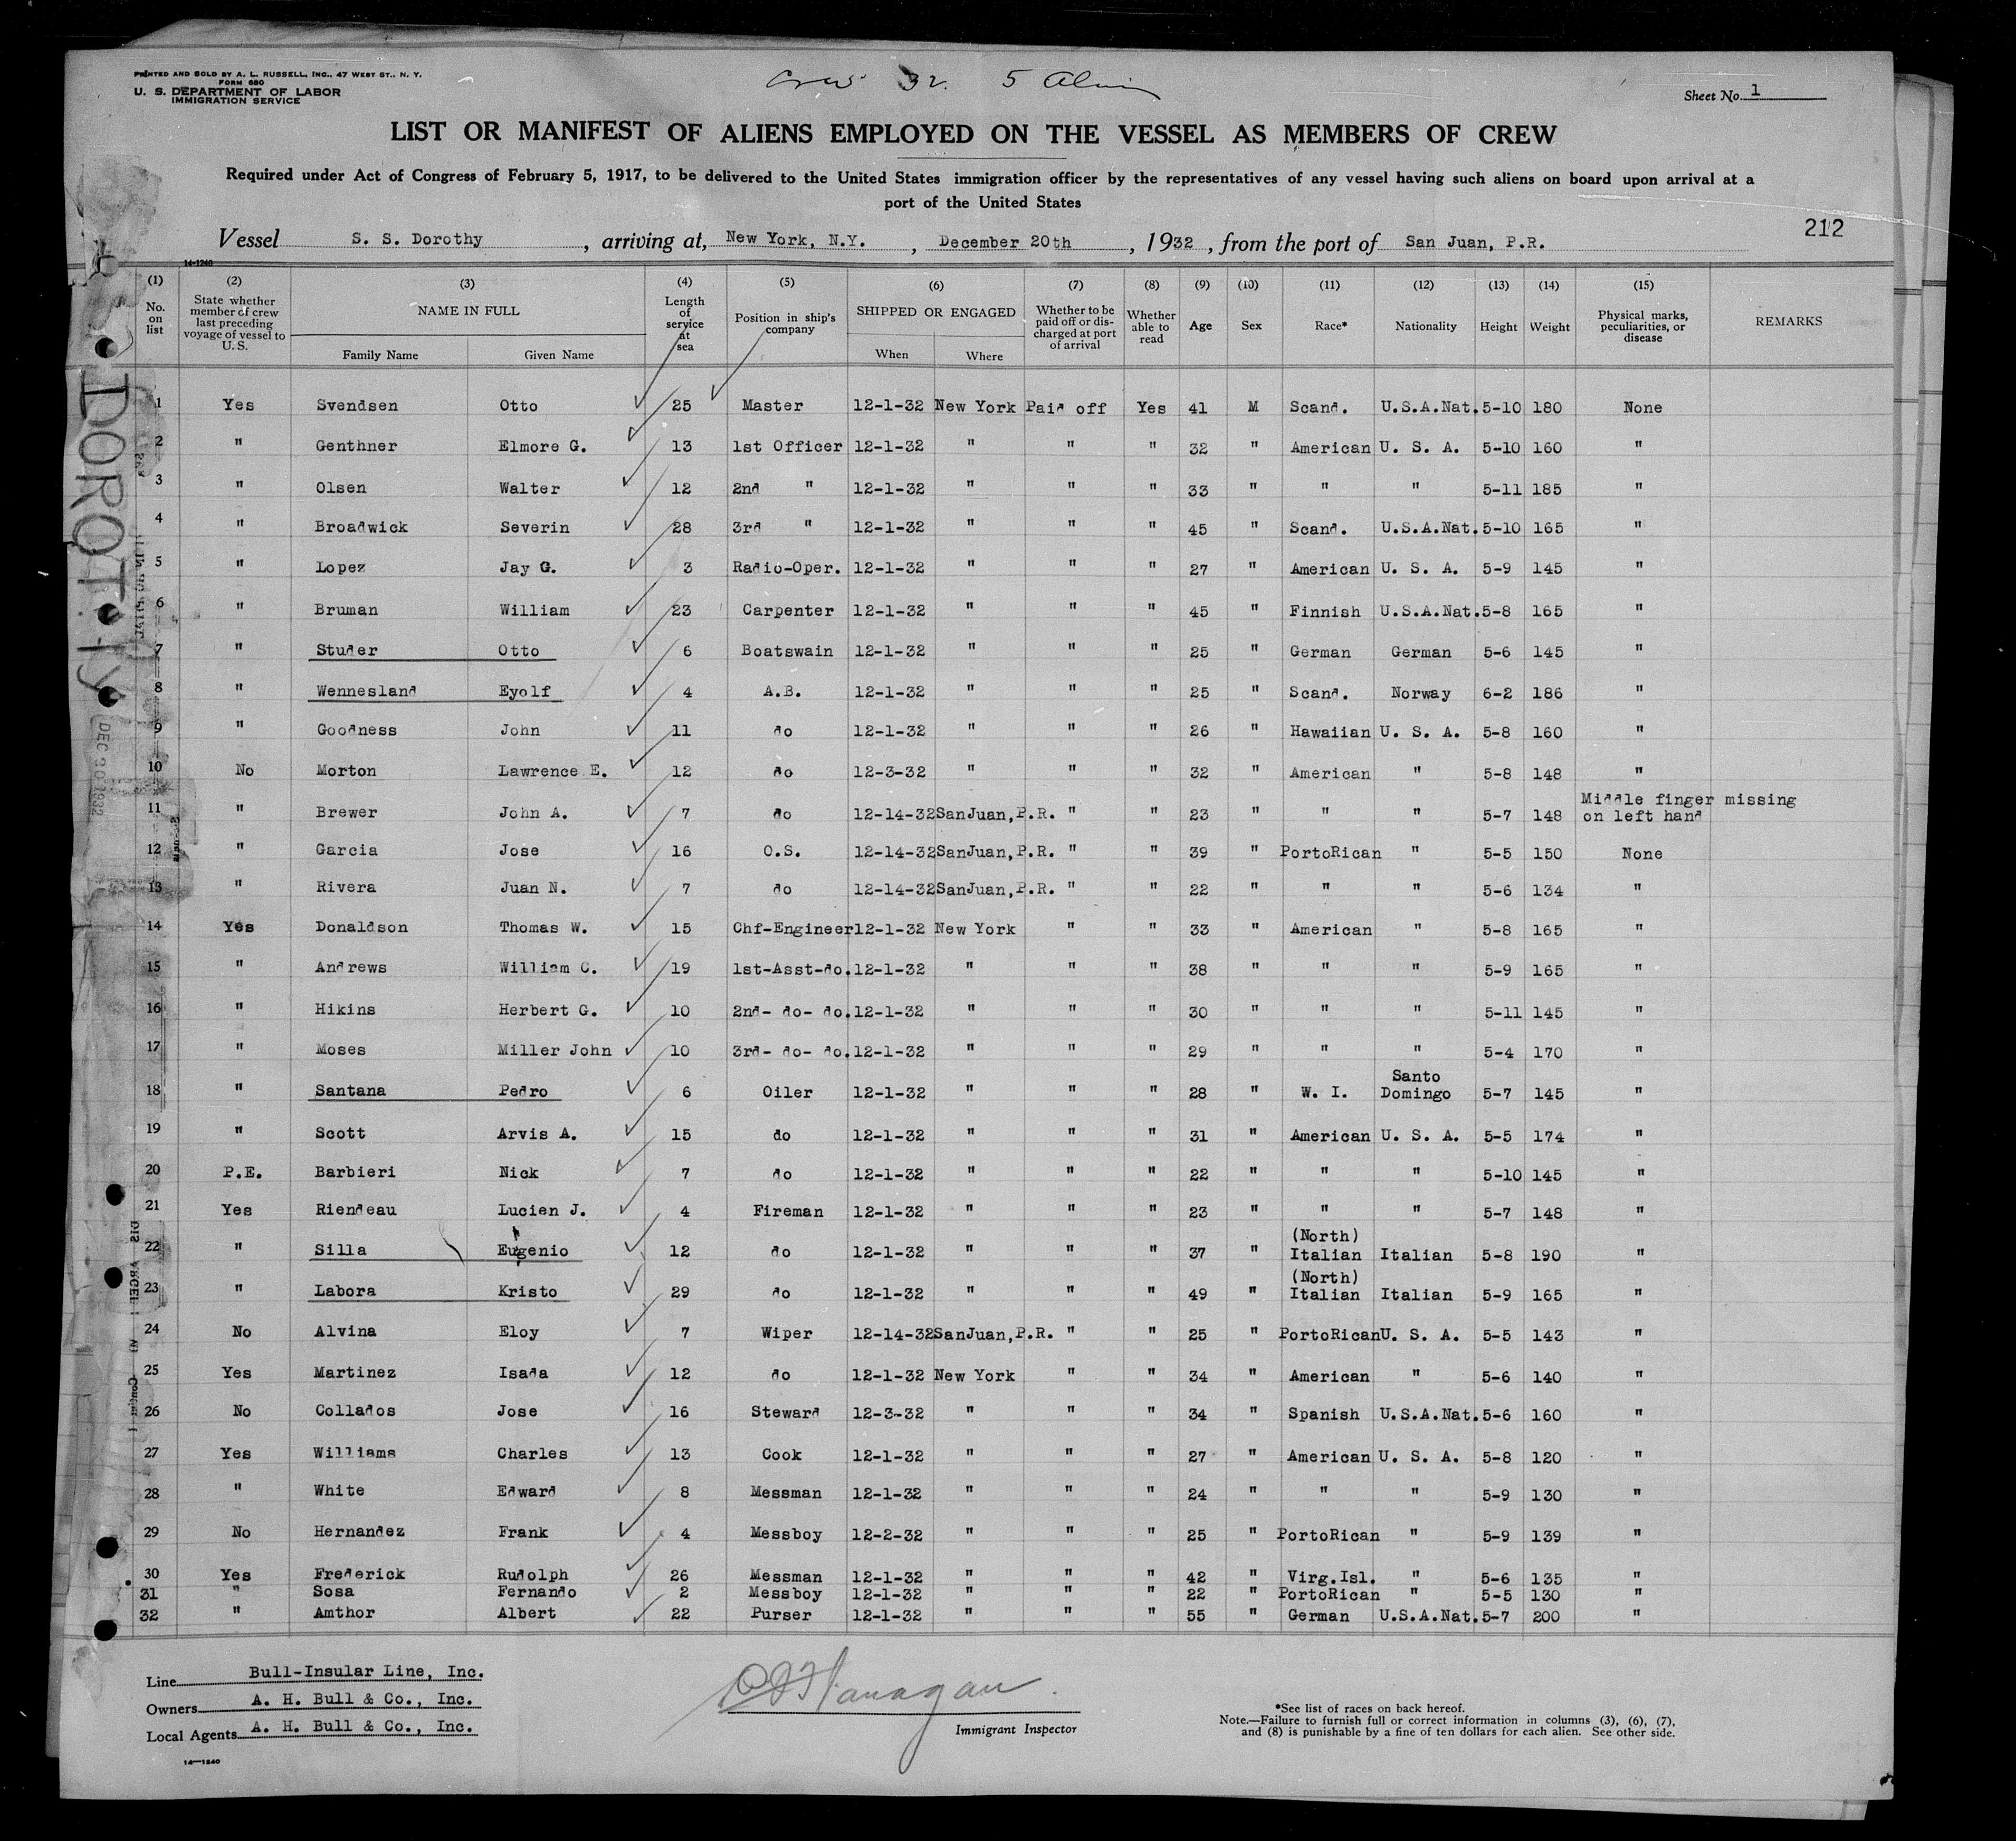 PRINTED AND SOLD BY A. L. RUSSELL, INC., 47 WEST ST., N. Y.
FORM 680
U. S. DEPARTMENT OF LABOR
IMMIGRATION SERVICE
Crew 32. 5 Alien
Sheet No. 1
LIST OR MANIFEST OF ALIENS EMPLOYED ON THE VESSEL AS MEMBERS OF CREW
Required under Act of Congress of February 5, 1917, to be delivered to the United States immigration officer by the representatives of any vessel having such aliens on board upon arrival at a
port of the United States
212
Vessel S. S. Dorothy , arriving at, New York, N.Y. , December 20th , 1932 , from the port of San Juan, P.R.
14-1240
(1) (2) (3) (4) (5) (6) (7) (8) (9) (10) (11) (12) (13) (14) (15)
No. on list State whether member of crew last preceding voyage of vessel to U. S. NAME IN FULL Family Name Given Name Length of service at sea Position in ship's company SHIPPED OR ENGAGED When Where Whether to be paid off or discharged at port of arrival Whether able to read Age Sex Race* Nationality Height Weight Physical marks, peculiarities, or disease REMARKS
1 Yes Svendsen Otto 25 Master 12-1-32 New York Paid off Yes 41 M Scand. U.S.A.Nat. 5-10 180 None
2 " Genthner Elmore G. 13 1st Officer 12-1-32 " " " 32 " American U. S. A. 5-10 160 "
3 " Olsen Walter 12 2nd " 12-1-32 " " " 33 " " " 5-11 185 "
4 " Broadwick Severin 28 3rd " 12-1-32 " " " 45 " Scand. U.S.A.Nat. 5-10 165 "
5 " Lopez Jay G. 3 Radio-Oper. 12-1-32 " " " 27 " American U. S. A. 5-9 145 "
6 " Bruman William 23 Carpenter 12-1-32 " " " 45 " Finnish U.S.A.Nat. 5-8 165 "
7 " Studer Otto 6 Boatswain 12-1-32 " " " 25 " German German 5-6 145 "
8 " Wennesland Eyolf 4 A.B. 12-1-32 " " " 25 " Scand. Norway 6-2 186 "
9 " Goodness John 11 do 12-1-32 " " " 26 " Hawaiian U. S. A. 5-8 160 "
10 No Morton Lawrence E. 12 do 12-3-32 " " " 32 " American " 5-8 148 "
11 " Brewer John A. 7 do 12-14-32 SanJuan, P.R. " " 23 " " " 5-7 148 Middle finger missing on left hand
12 " Garcia Jose 16 O.S. 12-14-32 SanJuan, P.R. " " 39 " PortoRican " 5-5 150 None
13 " Rivera Juan N. 7 do 12-14-32 SanJuan, P.R. " " 22 " " " 5-6 134 "
14 Yes Donaldson Thomas W. 15 Chf-Engineer 12-1-32 New York " " 33 " American " 5-8 165 "
15 " Andrews William C. 19 1st-Asst-do. 12-1-32 " " " 38 " " " 5-9 165 "
16 " Hikins Herbert G. 10 2nd- do- do. 12-1-32 " " " 30 " " " 5-11 145 "
17 " Moses Miller John 10 3rd- do- do. 12-1-32 " " " 29 " " " 5-4 170 "
18 " Santana Pedro 6 Oiler 12-1-32 " " " 28 " W. I. Santo Domingo 5-7 145 "
19 " Scott Arvis A. 15 do 12-1-32 " " " 31 " American U. S. A. 5-5 174 "
20 P.E. Barbieri Nick 7 do 12-1-32 " " " 22 " " " 5-10 145 "
21 Yes Riendeau Lucien J. 4 Fireman 12-1-32 " " " 23 " " " 5-7 148 "
22 " Silla Eugenio 12 do 12-1-32 " " " 37 " (North) Italian Italian 5-8 190 "
23 " Labora Kristo 29 do 12-1-32 " " " 49 " (North) Italian Italian 5-9 165 "
24 No Alvina Eloy 7 Wiper 12-14-32 SanJuan, P.R. " " 25 " PortoRican U. S. A. 5-5 143 "
25 Yes Martinez Isada 12 do 12-1-32 New York " " 34 " American " 5-6 140 "
26 No Collados Jose 16 Steward 12-3-32 " " " 34 " Spanish U.S.A.Nat. 5-6 160 "
27 Yes Williams Charles 13 Cook 12-1-32 " " " 27 " American U. S. A. 5-8 120 "
28 " White Edward 8 Messman 12-1-32 " " " 24 " " " 5-9 130 "
29 No Hernandez Frank 4 Messboy 12-2-32 " " " 25 " PortoRican " 5-9 139 "
30 Yes Frederick Rudolph 26 Messman 12-1-32 " " " 42 " Virg.Isl. " 5-6 135 "
31 " Sosa Fernando 2 Messboy 12-1-32 " " " 22 " PortoRican " 5-5 130 "
32 " Amthor Albert 22 Purser 12-1-32 " " " 55 " German U.S.A.Nat. 5-7 200 "
DOROTHY
DEC 20 1932
Line Bull-Insular Line, Inc.
Owners A. H. Bull & Co., Inc.
Local Agents A. H. Bull & Co., Inc.
14-1240
Flanagan
Immigrant Inspector
*See list of races on back hereof.
Note.—Failure to furnish full or correct information in columns (3), (6), (7),
and (8) is punishable by a fine of ten dollars for each alien. See other side.